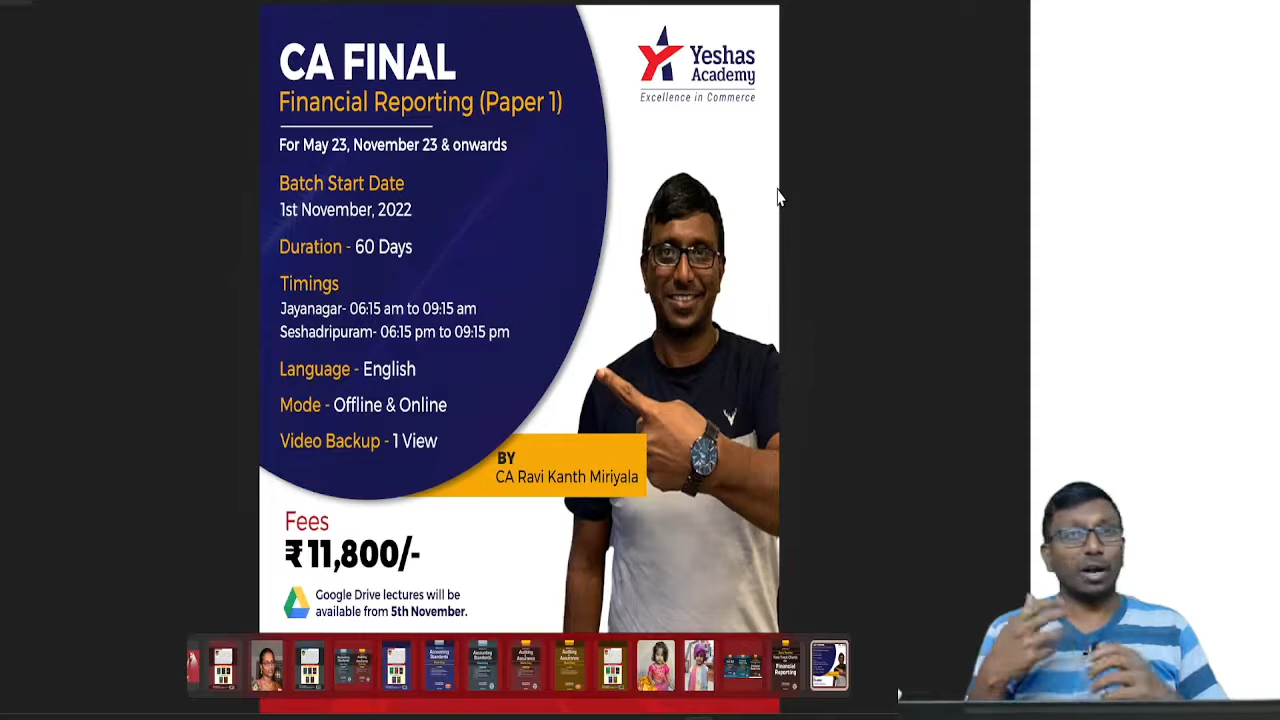 CA FINAL
Financial Reporting (Paper 1)
For May 23, November 23 & onwards
Batch Start Date
1st November, 2022
Duration - 60 Days
Timings
Jayanagar- 06:15 am to 09:15 am
Seshadripuram- 06:15 pm to 09:15 pm
Language - English
Mode - Offline & Online
Video Backup - 1 View
Yeshas
Academy
Excellence in Commerce
BY
CA Ravi Kanth Miriyala
Fees
₹ 11,800/-
Google Drive lectures will be
available from 5th November.